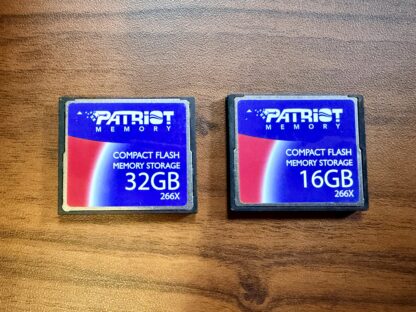 PATRIOT
MEMORY
COMPACT FLASH
MEMORY STORAGE
32GB
266X
PATRIOT
MEMORY
COMPACT FLASH
MEMORY STORAGE
16GB
266X